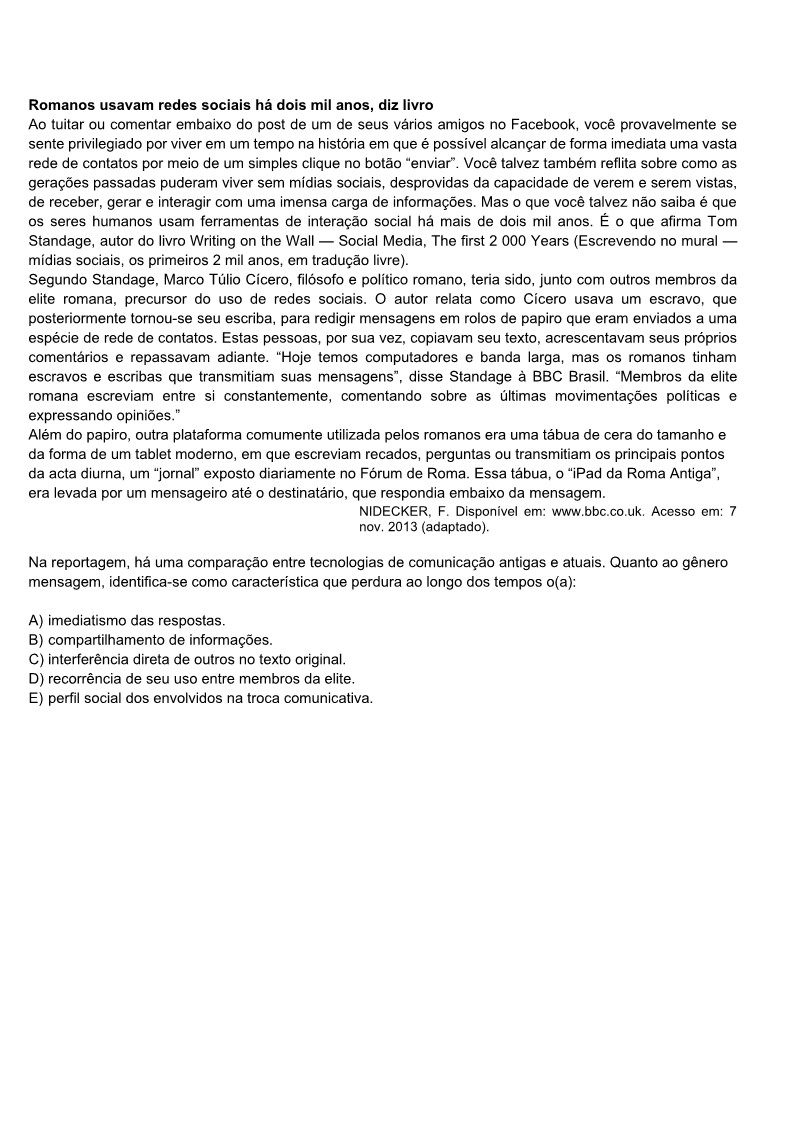 Romanos usavam redes sociais há dois mil anos, diz livro
Ao tuitar ou comentar embaixo do post de um de seus vários amigos no Facebook, você provavelmente se
sente privilegiado por viver em um tempo na história em que é possível alcançar de forma imediata uma vasta
rede de contatos por meio de um simples clique no botão “enviar”. Você talvez também reflita sobre como as
gerações passadas puderam viver sem mídias sociais, desprovidas da capacidade de verem e serem vistas,
de receber, gerar e interagir com uma imensa carga de informações. Mas o que você talvez não saiba é que
os seres humanos usam ferramentas de interação social há mais de dois mil anos. É o que afirma Tom
Standage, autor do livro Writing on the Wall — Social Media, The first 2 000 Years (Escrevendo no mural —
mídias sociais, os primeiros 2 mil anos, em tradução livre).
Segundo Standage, Marco Túlio Cícero, filósofo e político romano, teria sido, junto com outros membros da
elite romana, precursor do uso de redes sociais. O autor relata como Cícero usava um escravo, que
posteriormente tornou-se seu escriba, para redigir mensagens em rolos de papiro que eram enviados a uma
espécie de rede de contatos. Estas pessoas, por sua vez, copiavam seu texto, acrescentavam seus próprios
comentários e repassavam adiante. “Hoje temos computadores e banda larga, mas os romanos tinham
escravos e escribas que transmitiam suas mensagens”, disse Standage à BBC Brasil. “Membros da elite
romana escreviam entre si constantemente, comentando sobre as últimas movimentações políticas e
expressando opiniões.”
Além do papiro, outra plataforma comumente utilizada pelos romanos era uma tábua de cera do tamanho e
da forma de um tablet moderno, em que escreviam recados, perguntas ou transmitiam os principais pontos
da acta diurna, um “jornal” exposto diariamente no Fórum de Roma. Essa tábua, o “iPad da Roma Antiga”,
era levada por um mensageiro até o destinatário, que respondia embaixo da mensagem.
NIDECKER, F. Disponível em: www.bbc.co.uk. Acesso em: 7
nov. 2013 (adaptado).
Na reportagem, há uma comparação entre tecnologias de comunicação antigas e atuais. Quanto ao gênero
mensagem, identifica-se como característica que perdura ao longo dos tempos o(a):
A) imediatismo das respostas.
B) compartilhamento de informações.
C) interferência direta de outros no texto original.
D) recorrência de seu uso entre membros da elite.
E) perfil social dos envolvidos na troca comunicativa.